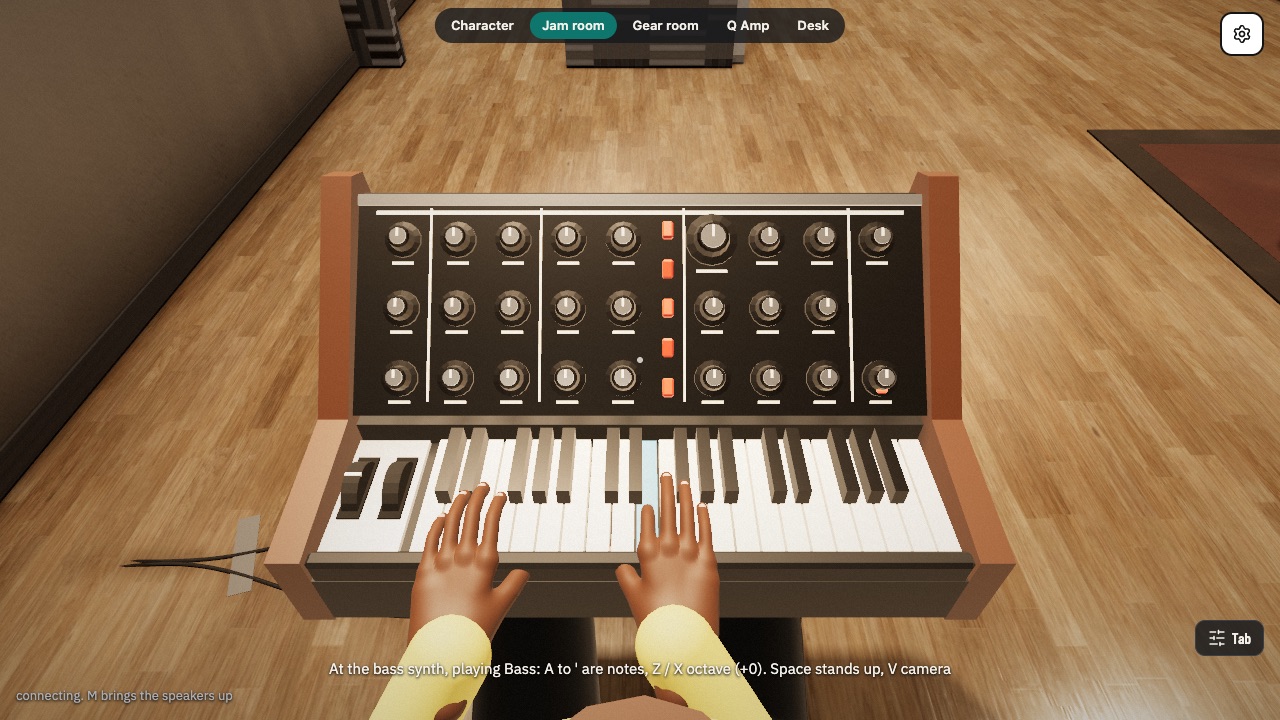 Character Jam room Gear room Q Amp Desk
Tab
At the bass synth, playing Bass: A to ' are notes, Z / X octave (+0). Space stands up, V camera
connecting. M brings the speakers up